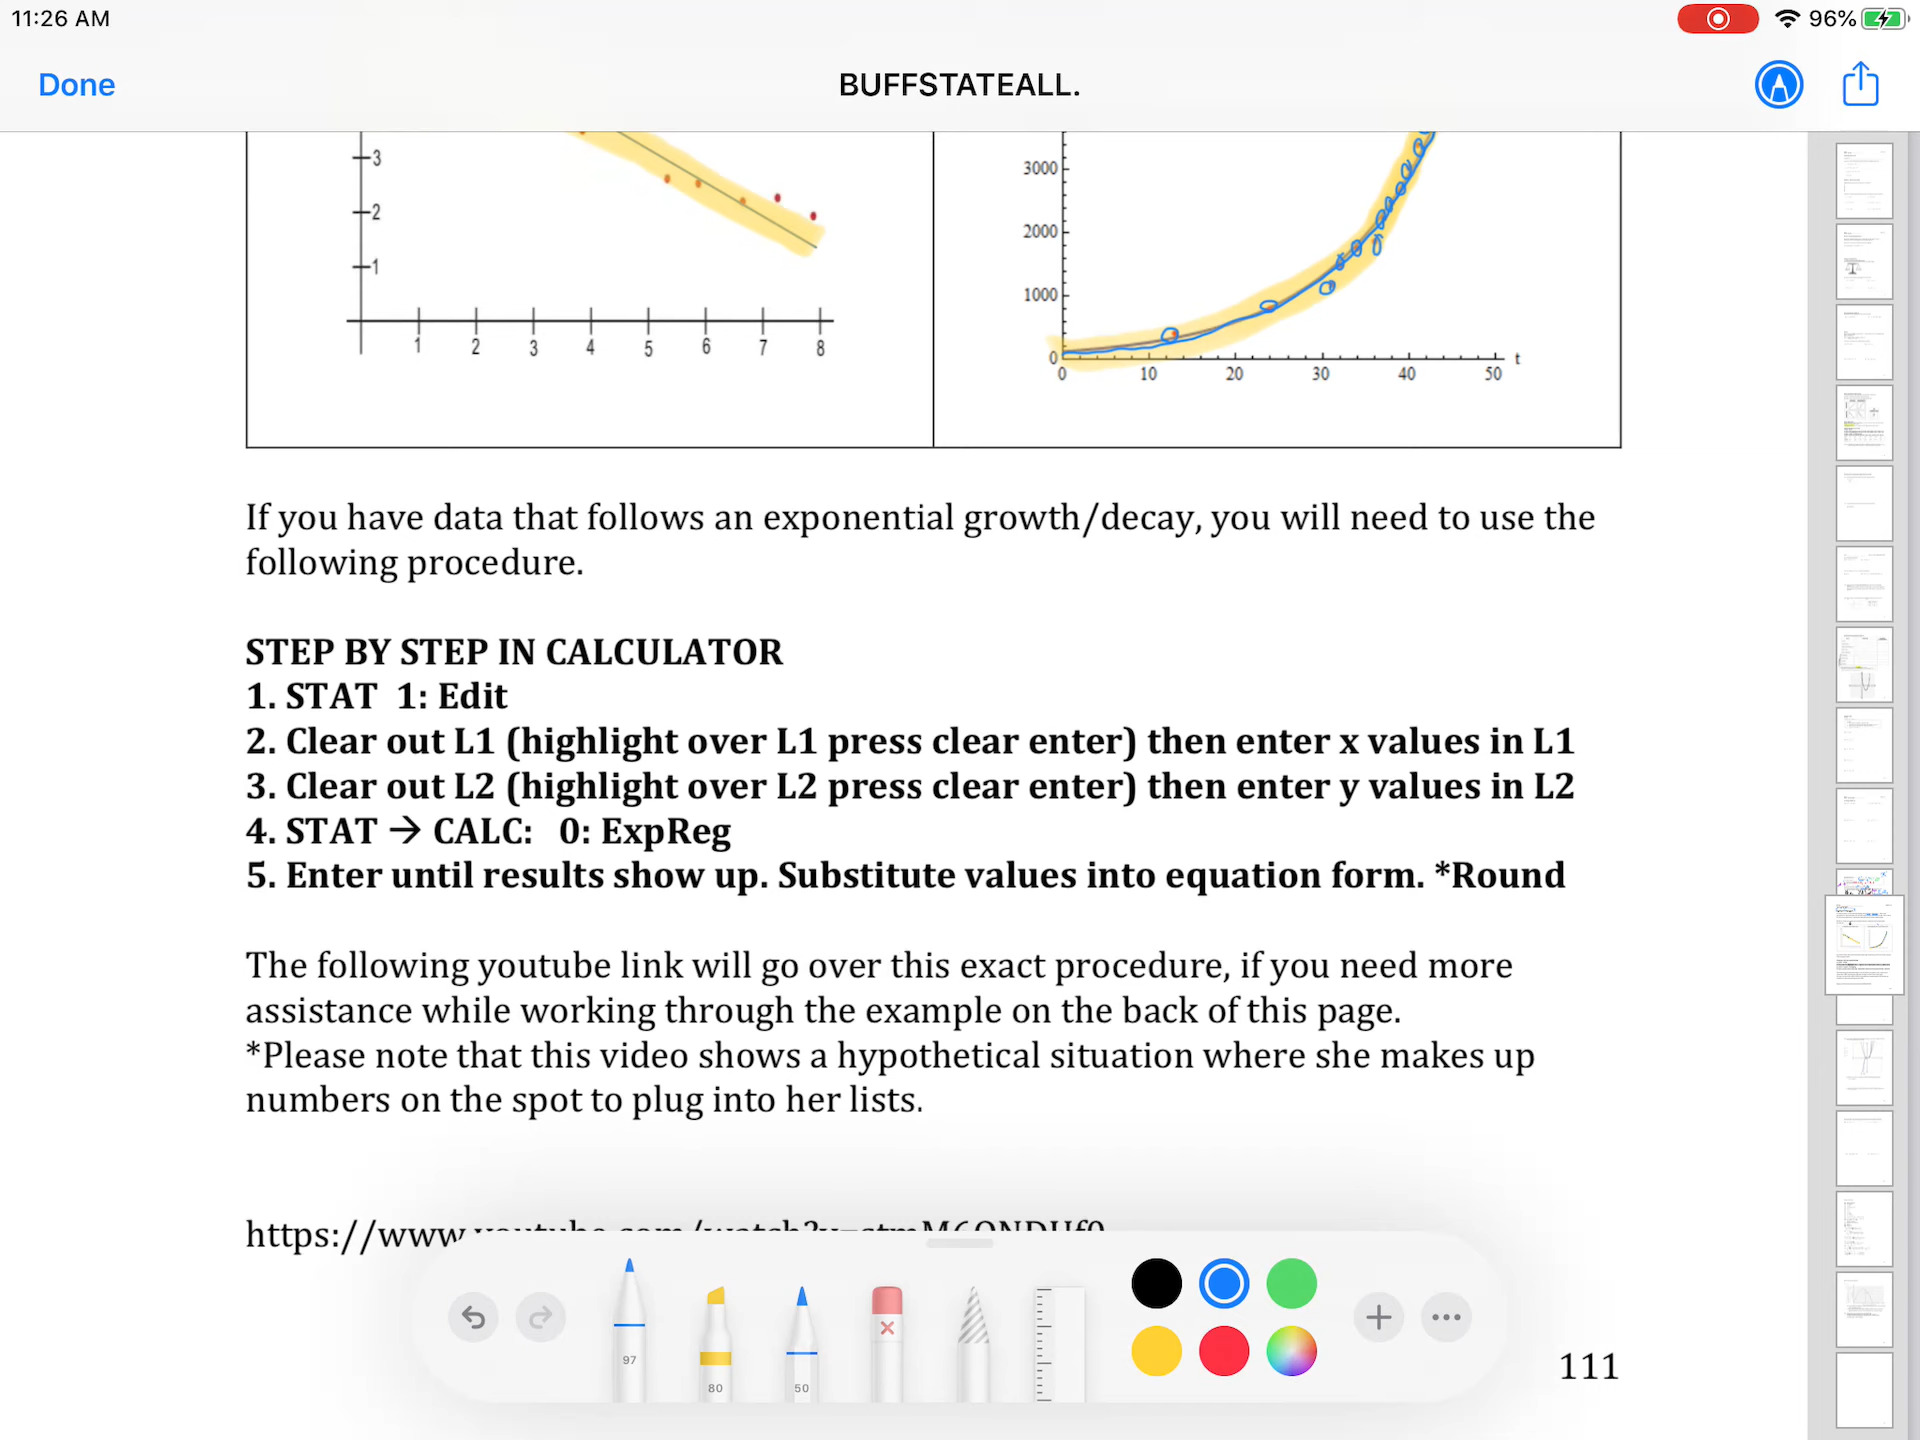 11:26 AM
96%
Done
BUFFSTATEALL.
3
2
1
1 2 3 4 5 6 7 8
3000
2000
1000
0
t
0 10 20 30 40 50
If you have data that follows an exponential growth/decay, you will need to use the
following procedure.
STEP BY STEP IN CALCULATOR
1. STAT 1: Edit
2. Clear out L1 (highlight over L1 press clear enter) then enter x values in L1
3. Clear out L2 (highlight over L2 press clear enter) then enter y values in L2
4. STAT → CALC: 0: ExpReg
5. Enter until results show up. Substitute values into equation form. *Round
The following youtube link will go over this exact procedure, if you need more
assistance while working through the example on the back of this page.
*Please note that this video shows a hypothetical situation where she makes up
numbers on the spot to plug into her lists.
https://www
97
80
50
111